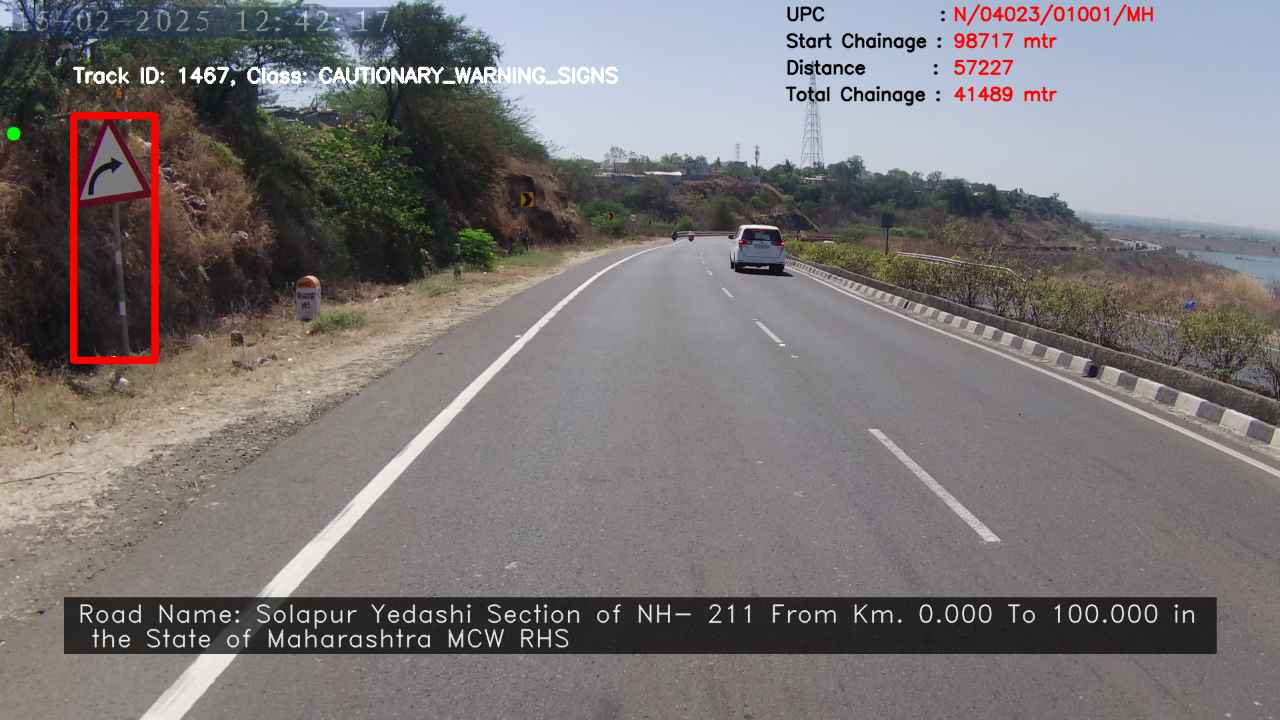 15-02-2025 12:42:17
UPC : N/04023/01001/MH
Start Chainage : 98717 mtr
Distance : 57227
Total Chainage : 41489 mtr
Track ID: 1467, Class: CAUTIONARY_WARNING_SIGNS
Road Name: Solapur Yedashi Section of NH- 211 From Km. 0.000 To 100.000 in
the State of Maharashtra MCW RHS